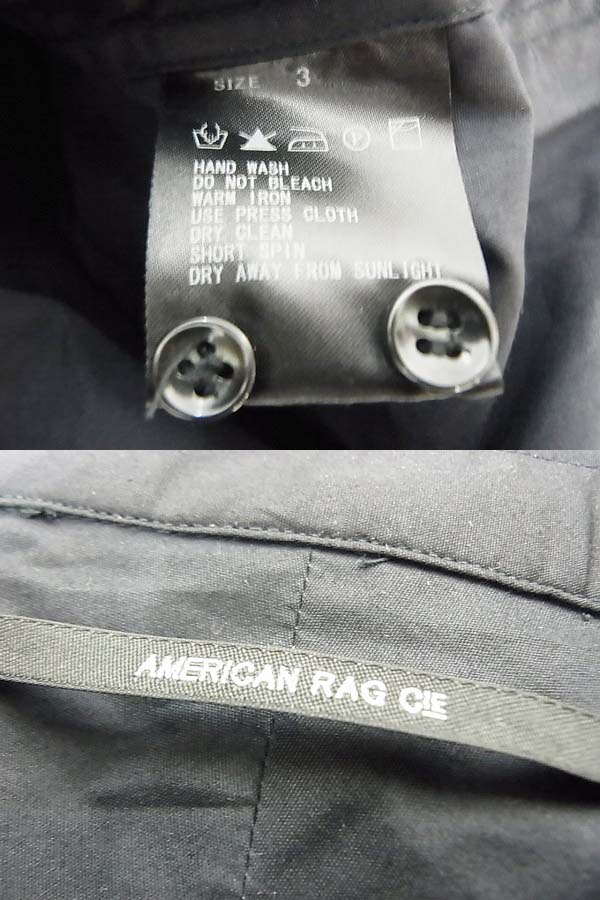 SIZE 3
P
HAND WASH
DO NOT BLEACH
WARM IRON
USE PRESS CLOTH
DRY CLEAN
SHORT SPIN
DRY AWAY FROM SUNLIGHT
AMERICAN RAG CIE